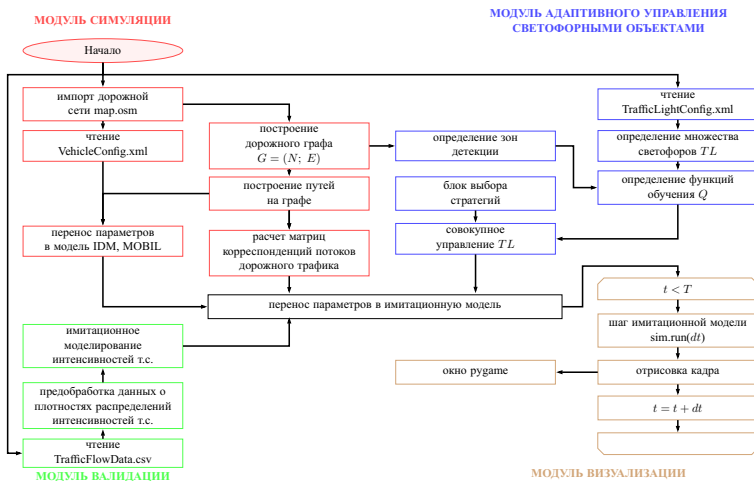 МОДУЛЬ СИМУЛЯЦИИ
МОДУЛЬ АДАПТИВНОГО УПРАВЛЕНИЯ
СВЕТОФОРНЫМИ ОБЪЕКТАМИ
Начало
импорт дорожной
сети map.osm
чтение
VehicleConfig.xml
построение
дорожного графа
G = (N; E)
построение путей
на графе
перенос параметров
в модель IDM, MOBIL
расчет матриц
корреспонденций потоков
дорожного трафика
определение зон
детекции
блок выбора
стратегий
совокупное
управление TL
чтение
TrafficLightConfig.xml
определение множества
светофоров TL
определение функций
обучения Q
перенос параметров в имитационную модель
t < T
шаг имитационной модели
sim.run(dt)
отрисовка кадра
окно pygame
t = t + dt
имитационное
моделирование
интенсивностей т.с.
предобработка данных о
плотностях распределений
интенсивностей т.с.
чтение
TrafficFlowData.csv
МОДУЛЬ ВАЛИДАЦИИ
МОДУЛЬ ВИЗУАЛИЗАЦИИ